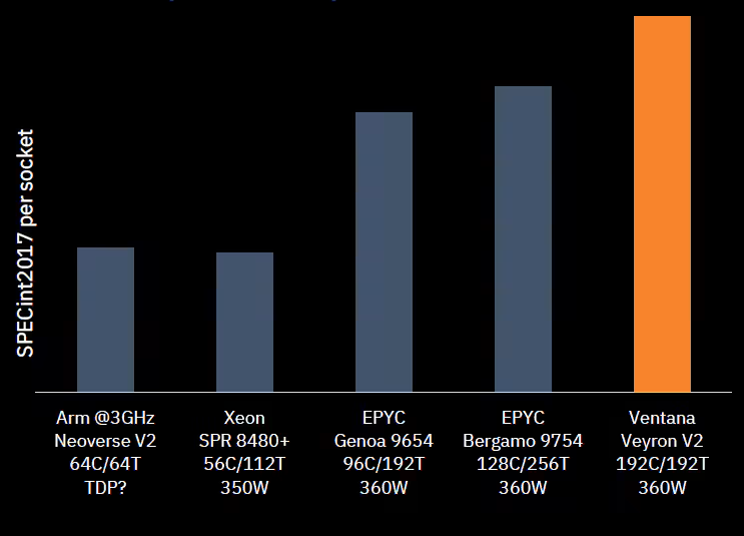 SPECint2017 per socket
Arm @3GHz
Neoverse V2
64C/64T
TDP?
Xeon
SPR 8480+
56C/112T
350W
EPYC
Genoa 9654
96C/192T
360W
EPYC
Bergamo 9754
128C/256T
360W
Ventana
Veyron V2
192C/192T
360W